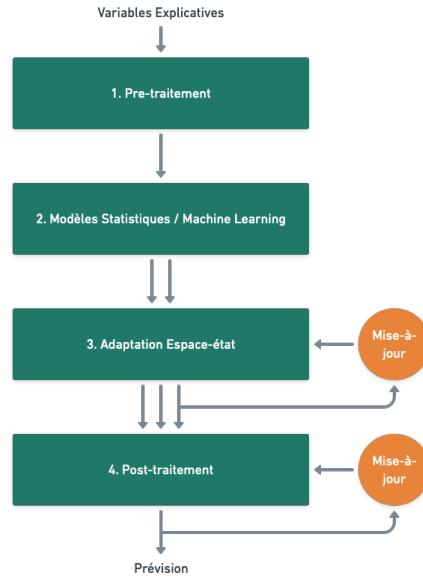 Variables Explicatives
1. Pre-traitement
2. Modèles Statistiques / Machine Learning
3. Adaptation Espace-état
Mise-à-
jour
4. Post-traitement
Mise-à-
jour
Prévision